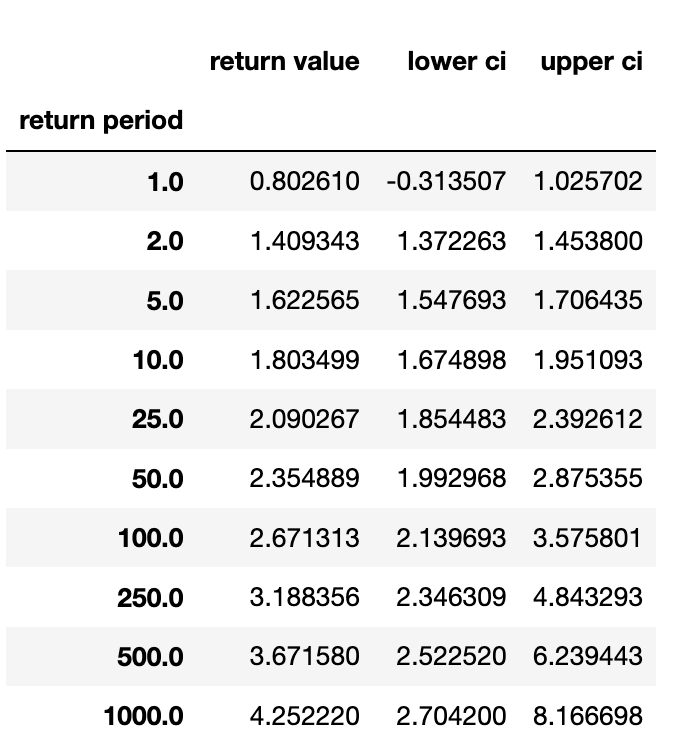 return value lower ci upper ci
return period
1.0 0.802610 -0.313507 1.025702
2.0 1.409343 1.372263 1.453800
5.0 1.622565 1.547693 1.706435
10.0 1.803499 1.674898 1.951093
25.0 2.090267 1.854483 2.392612
50.0 2.354889 1.992968 2.875355
100.0 2.671313 2.139693 3.575801
250.0 3.188356 2.346309 4.843293
500.0 3.671580 2.522520 6.239443
1000.0 4.252220 2.704200 8.166698